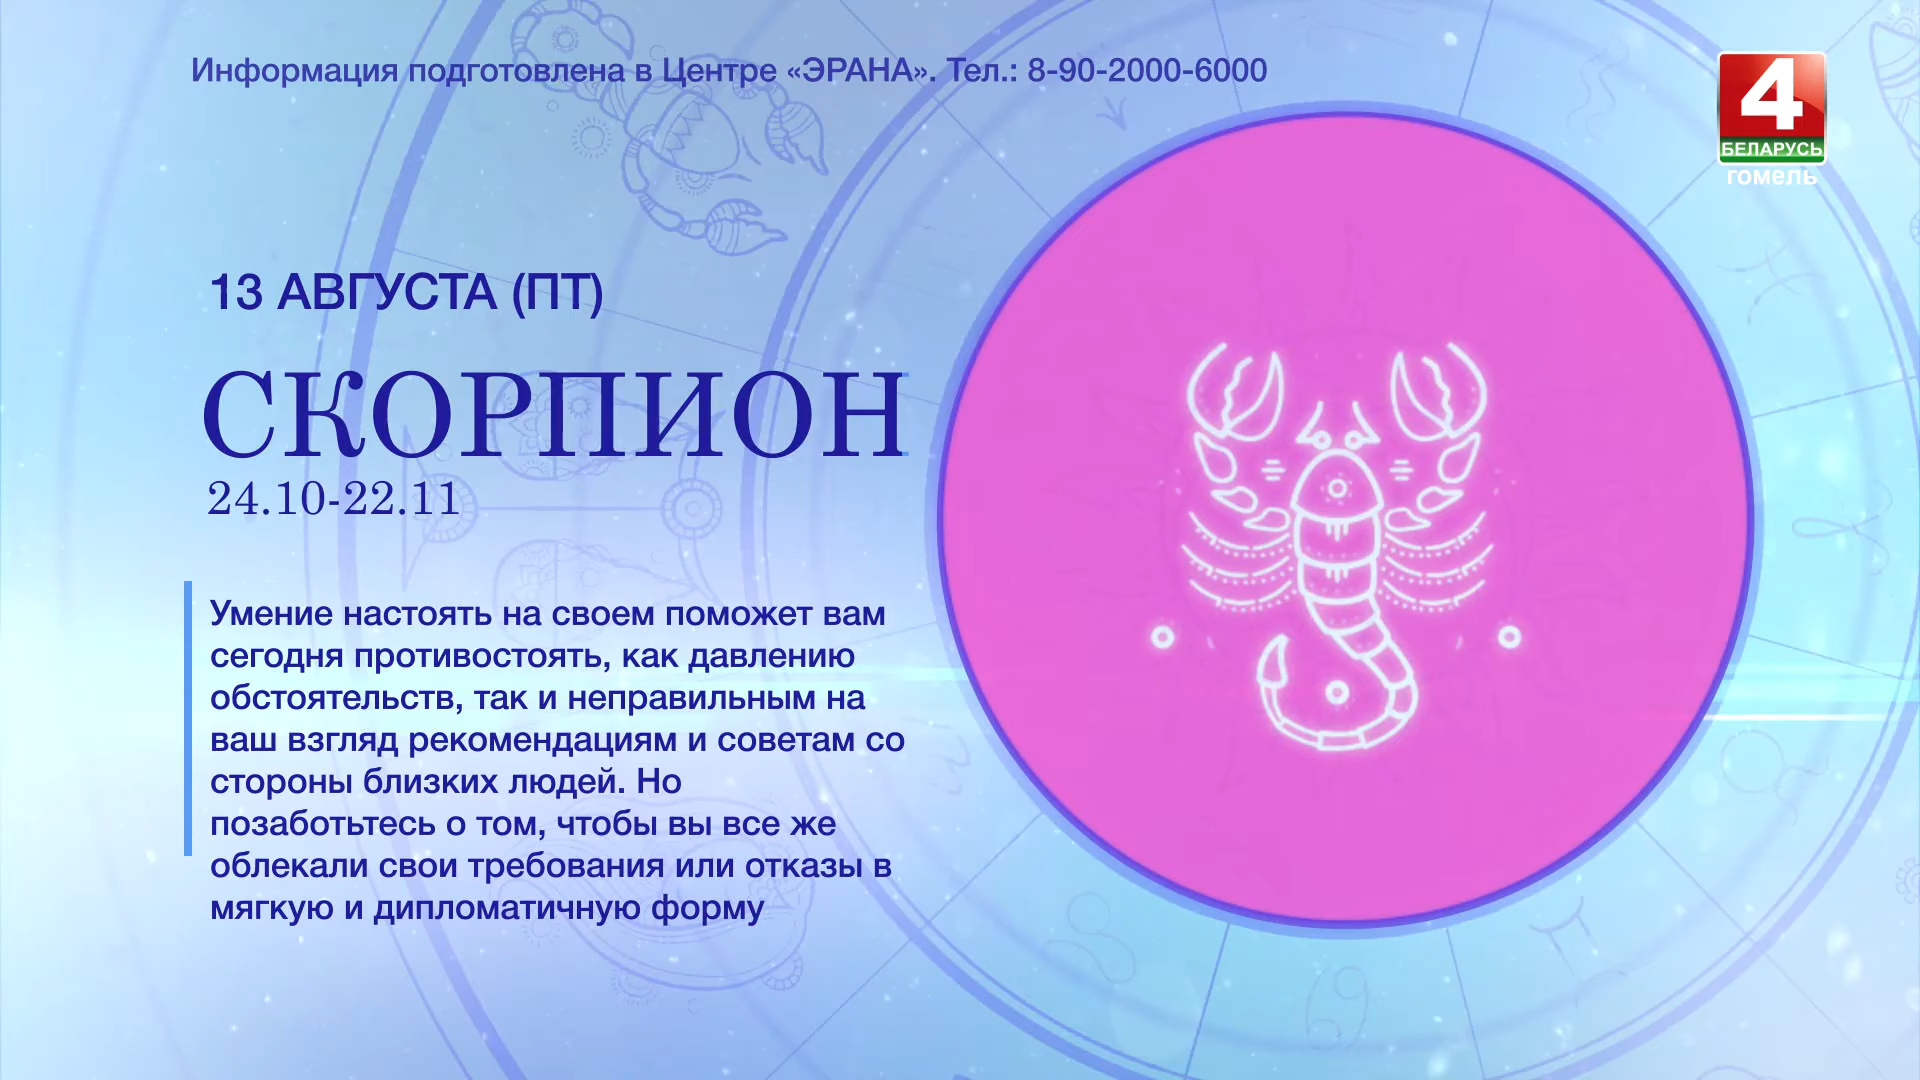 Информация подготовлена в Центре «ЭРАНА». Тел.: 8-90-2000-6000
4
БЕЛАРУСЬ
гомель
13 АВГУСТА (ПТ)
СКОРПИОН
24.10-22.11
Умение настоять на своем поможет вам
сегодня противостоять, как давлению
обстоятельств, так и неправильным на
ваш взгляд рекомендациям и советам со
стороны близких людей. Но
позаботьтесь о том, чтобы вы все же
облекали свои требования или отказы в
мягкую и дипломатичную форму